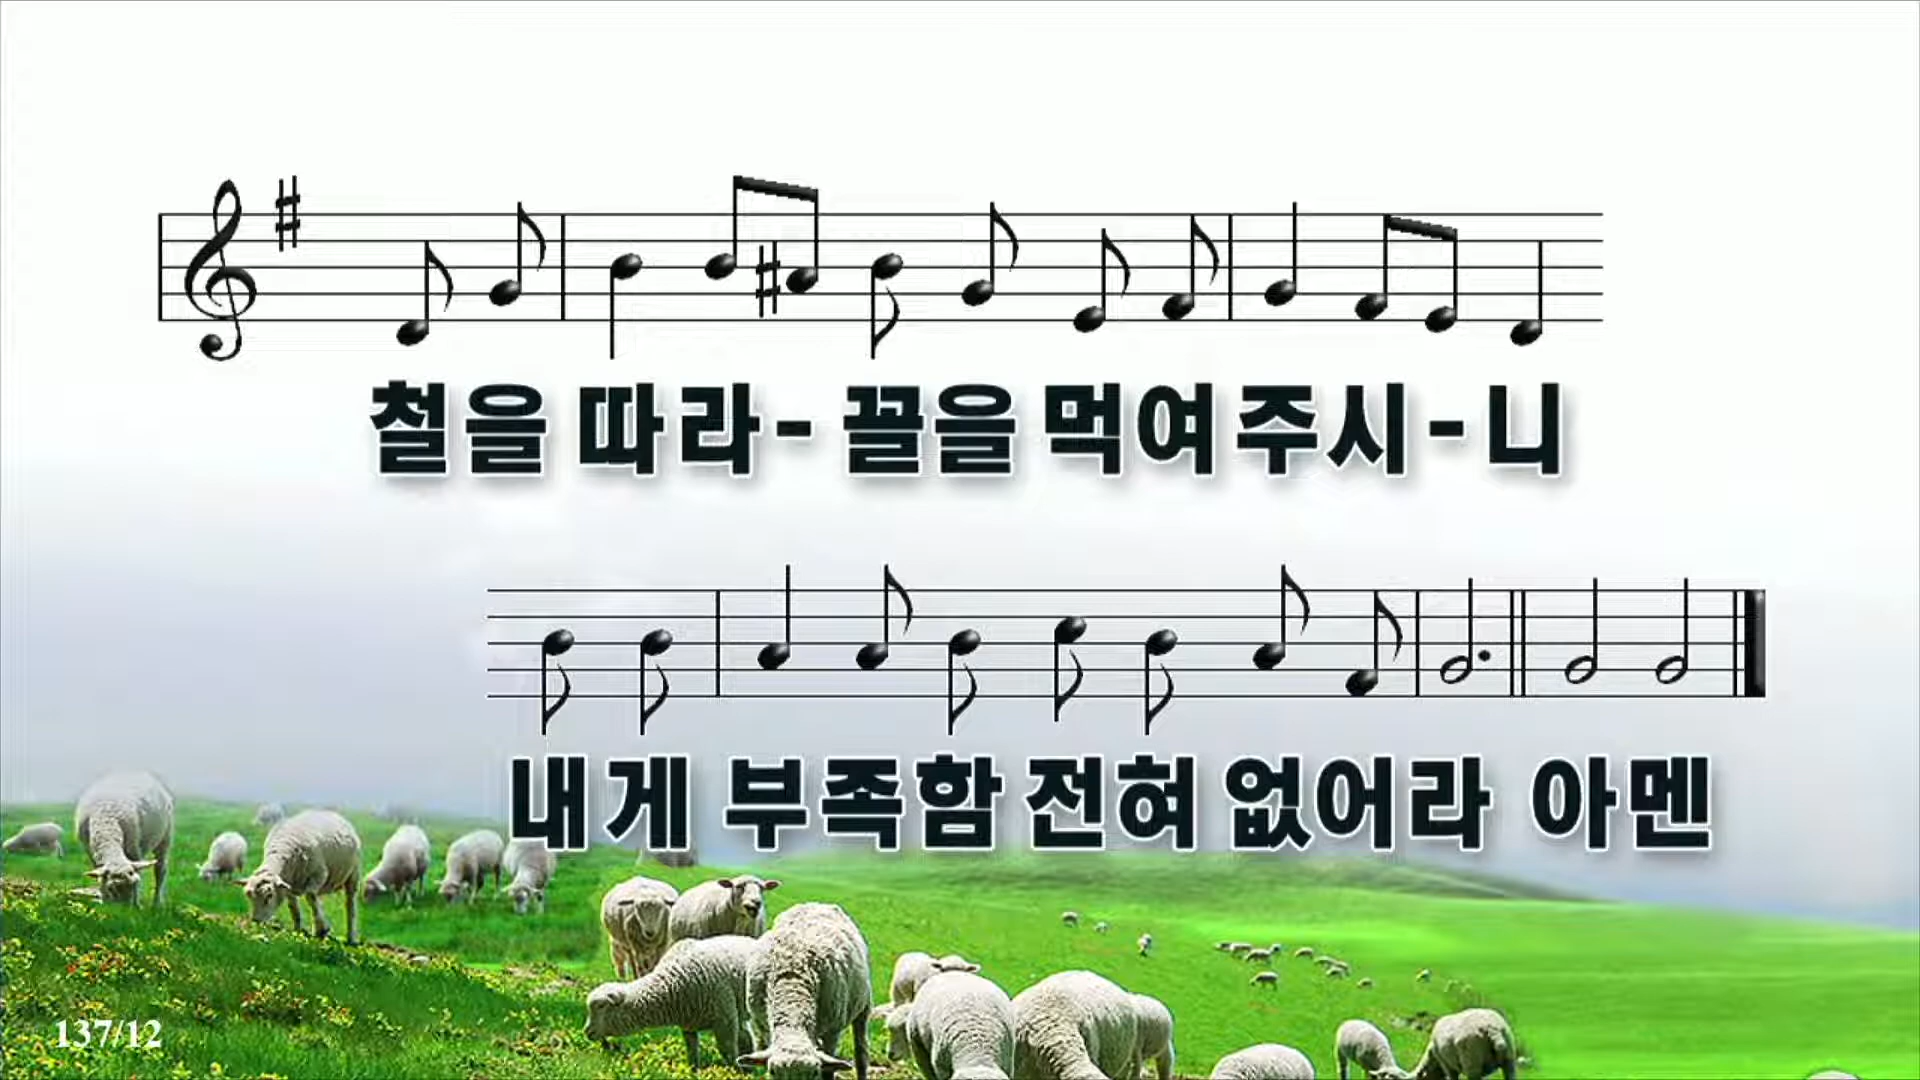 철을 따라- 꼴을 먹여 주시-니
내게 부족함 전혀 없어라 아멘
137/12